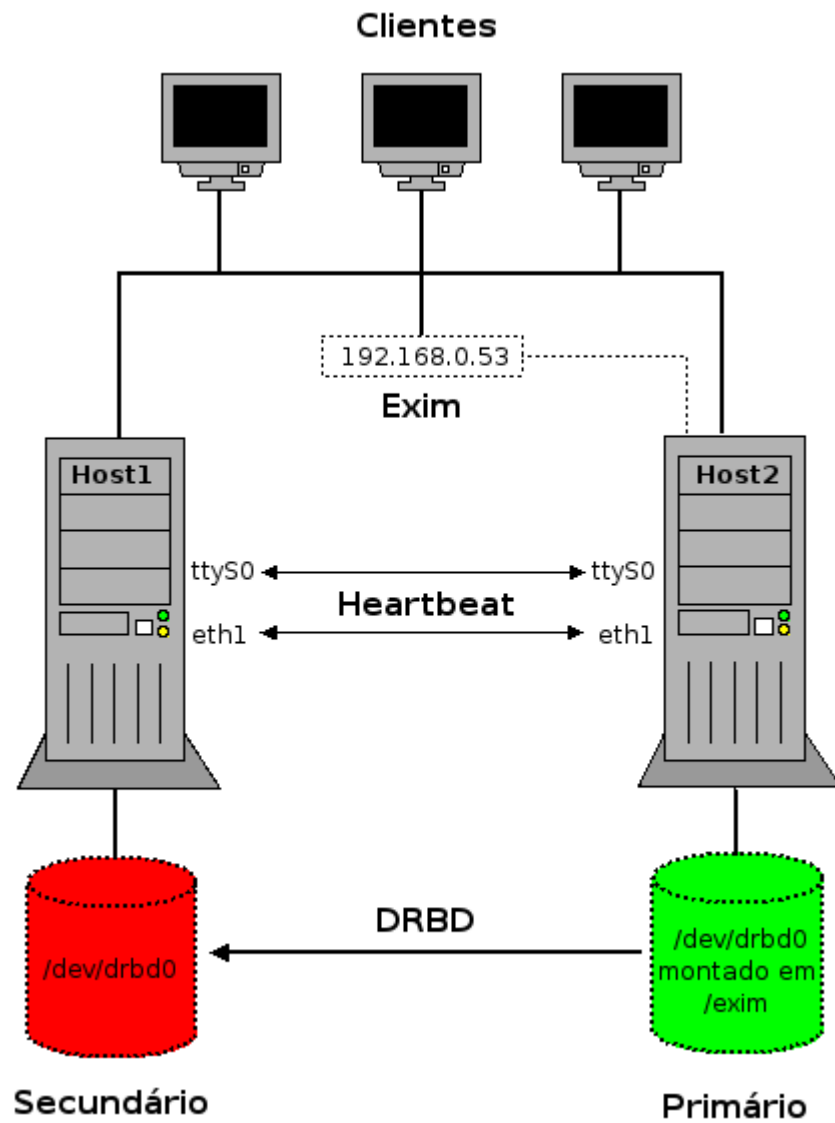 Clientes
192.168.0.53
Exim
Host1
Host2
ttyS0
ttyS0
Heartbeat
eth1
eth1
DRBD
/dev/drbd0
/dev/drbd0
montado em
/exim
Secundário
Primário